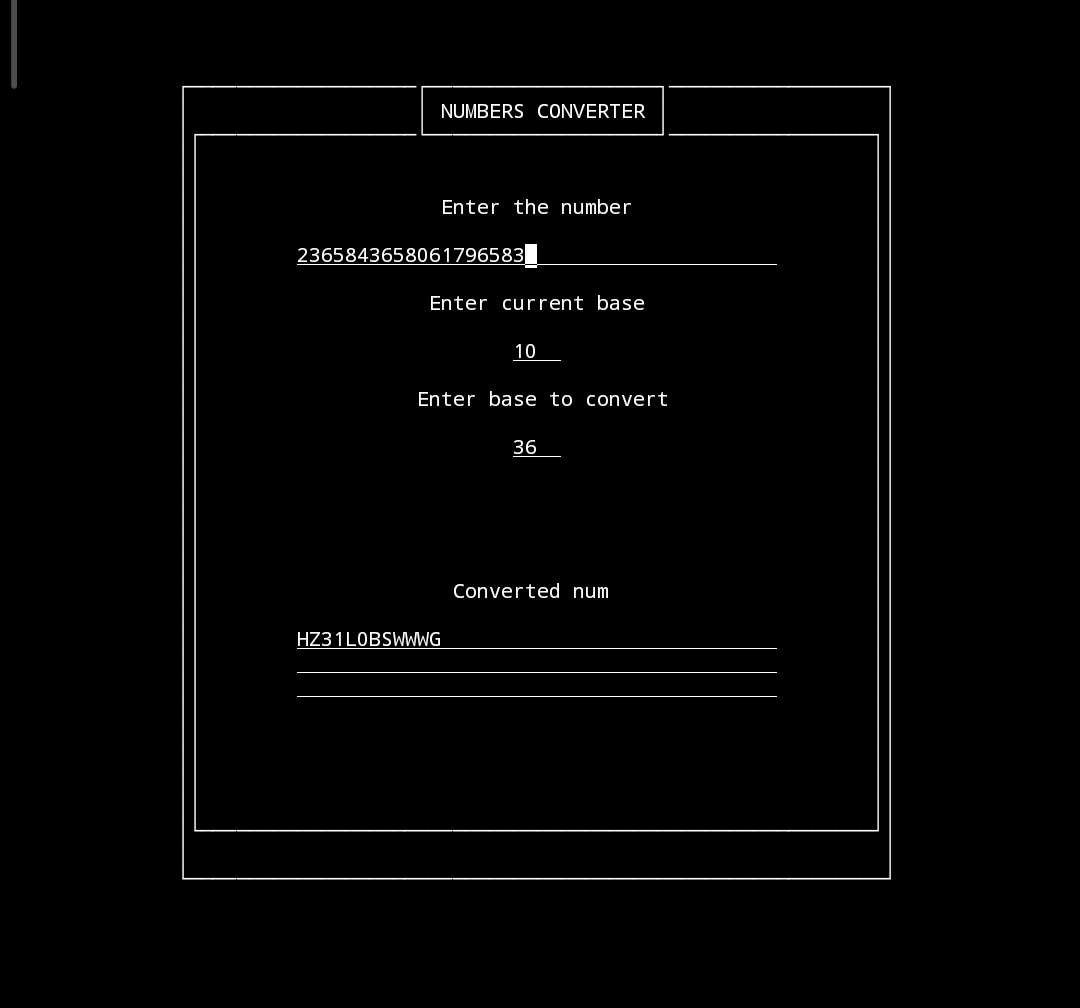 NUMBERS CONVERTER
Enter the number
2365843658061796583
Enter current base
10
Enter base to convert
36
Converted num
HZ31L0BSWWWG